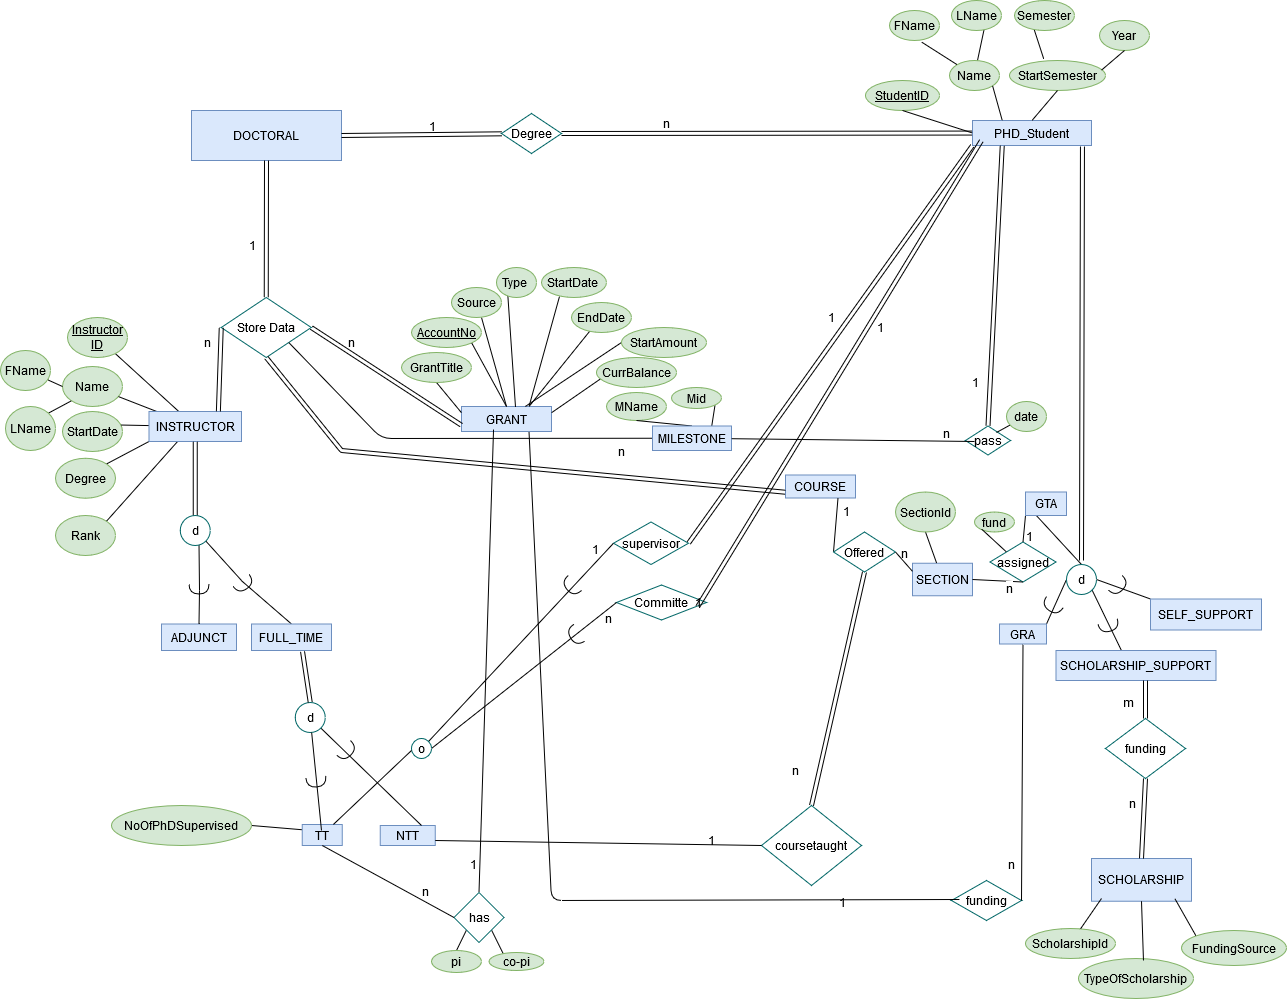 LName
Semester
FName
Year
Name
StartSemester
StudentID
DOCTORAL
1
Degree
n
PHD_Student
1
Type
StartDate
Source
EndDate
Instructor
ID
AccountNo
Store Data
n
n
StartAmount
1
1
FName
GrantTitle
CurrBalance
Name
1
MName
Mid
LName
StartDate
INSTRUCTOR
GRANT
MILESTONE
n
pass
date
n
Degree
COURSE
1
SectionId
GTA
Rank
d
fund
1
supervisor
1
Offered
n
assigned
SECTION
n
d
Committe
1
n
SELF_SUPPORT
ADJUNCT
FULL_TIME
GRA
SCHOLARSHIP_SUPPORT
m
d
o
funding
n
n
NoOfPhDSupervised
TT
NTT
1
coursetaught
1
n
SCHOLARSHIP
n
1
funding
has
ScholarshipId
FundingSource
pi
co-pi
TypeOfScholarship